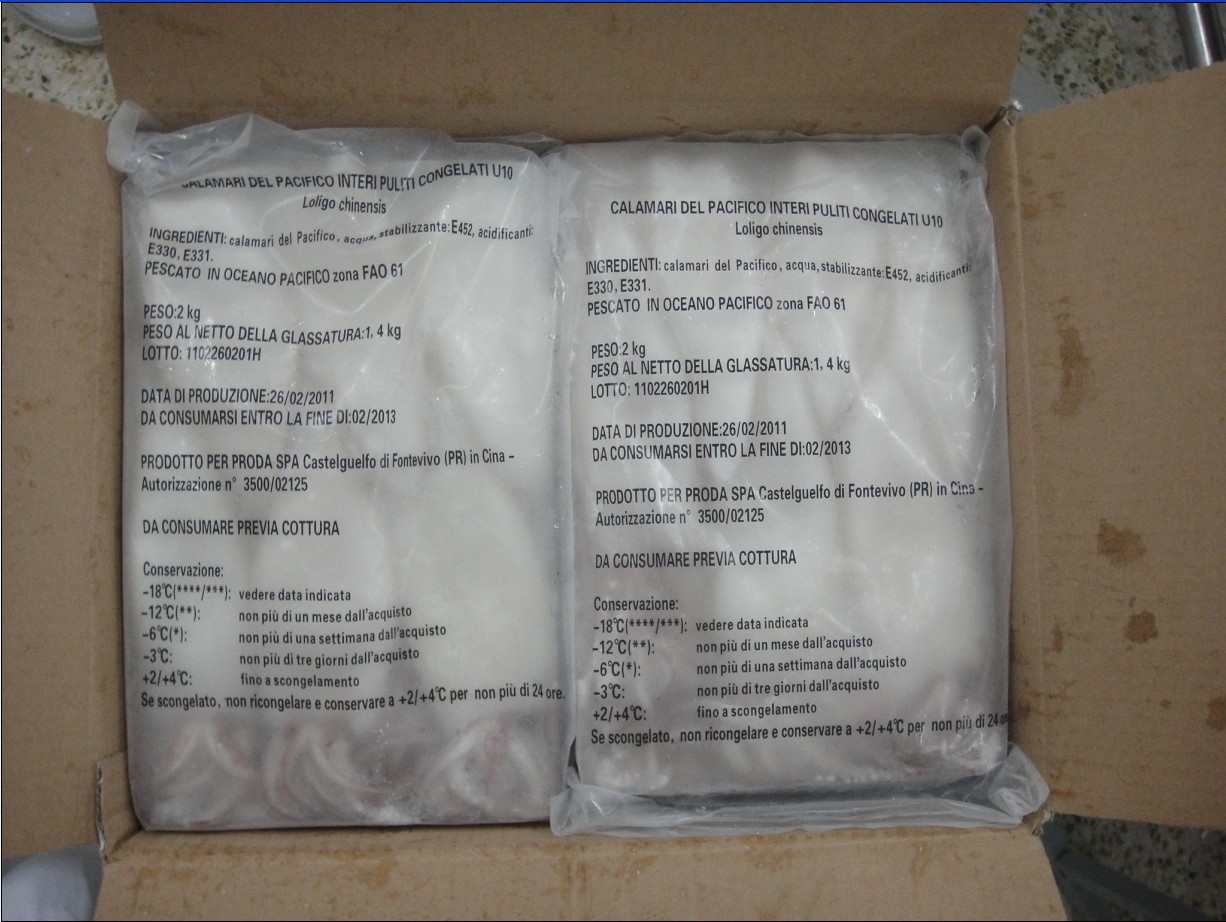 CALAMARI DEL PACIFICO INTERI PULITI CONGELATI U10
Loligo chinensis
INGREDIENTI: calamari del Pacifico, acqua, stabilizzante:E452, acidificanti:
E330, E331.
PESCATO IN OCEANO PACIFICO zona FAO 61
PESO:2 kg
PESO AL NETTO DELLA GLASSATURA:1, 4 kg
LOTTO: 1102260201H
DATA DI PRODUZIONE:26/02/2011
DA CONSUMARSI ENTRO LA FINE DI:02/2013
PRODOTTO PER PRODA SPA Castelguelfo di Fontevivo (PR) in Cina –
Autorizzazione n° 3500/02125
DA CONSUMARE PREVIA COTTURA
Conservazione:
–18°C(****/***): vedere data indicata
–12°C(**): non più di un mese dall'acquisto
–6°C(*): non più di una settimana dall'acquisto
–3°C: non più di tre giorni dall'acquisto
+2/+4°C: fino a scongelamento
Se scongelato, non ricongelare e conservare a +2/+4°C per non più di 24 ore.
CALAMARI DEL PACIFICO INTERI PULITI CONGELATI U10
Loligo chinensis
INGREDIENTI: calamari del Pacifico, acqua, stabilizzante:E452, acidificanti:
E330, E331.
PESCATO IN OCEANO PACIFICO zona FAO 61
PESO:2 kg
PESO AL NETTO DELLA GLASSATURA:1, 4 kg
LOTTO: 1102260201H
DATA DI PRODUZIONE:26/02/2011
DA CONSUMARSI ENTRO LA FINE DI:02/2013
PRODOTTO PER PRODA SPA Castelguelfo di Fontevivo (PR) in Cina –
Autorizzazione n° 3500/02125
DA CONSUMARE PREVIA COTTURA
Conservazione:
–18°C(****/***): vedere data indicata
–12°C(**): non più di un mese dall'acquisto
–6°C(*): non più di una settimana dall'acquisto
–3°C: non più di tre giorni dall'acquisto
+2/+4°C: fino a scongelamento
Se scongelato, non ricongelare e conservare a +2/+4°C per non più di 24